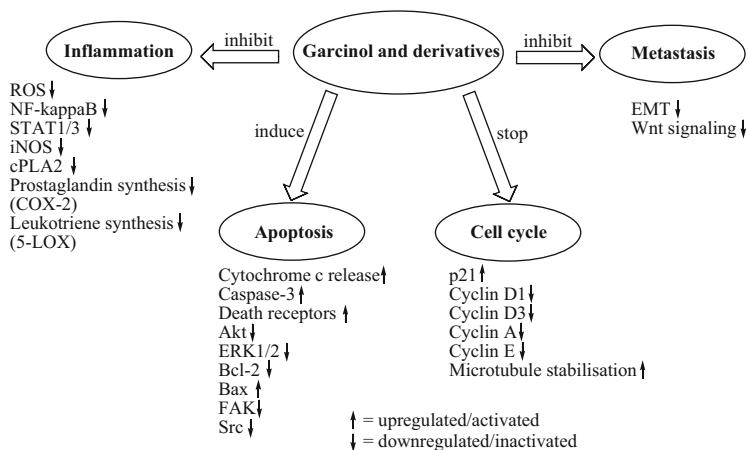 Inflammation
inhibit
Garcinol and derivatives
inhibit
Metastasis
ROS↓
NF-kappaB↓
STAT1/3 ↓
iNOS↓
cPLA2 ↓
Prostaglandin synthesis↓
(COX-2)
Leukotriene synthesis↓
(5-LOX)
EMT ↓
Wnt signaling↓
induce
stop
Apoptosis
Cytochrome c release↑
Caspase-3↑
Death receptors ↑
Akt↓
ERK1/2 ↓
Bcl-2 ↓
Bax ↑
FAK↓
Src ↓
Cell cycle
p21↑
Cyclin D1↓
Cyclin D3↓
Cyclin A↓
Cyclin E ↓
Microtubule stabilisation↑
↑ = upregulated/activated
↓ = downregulated/inactivated